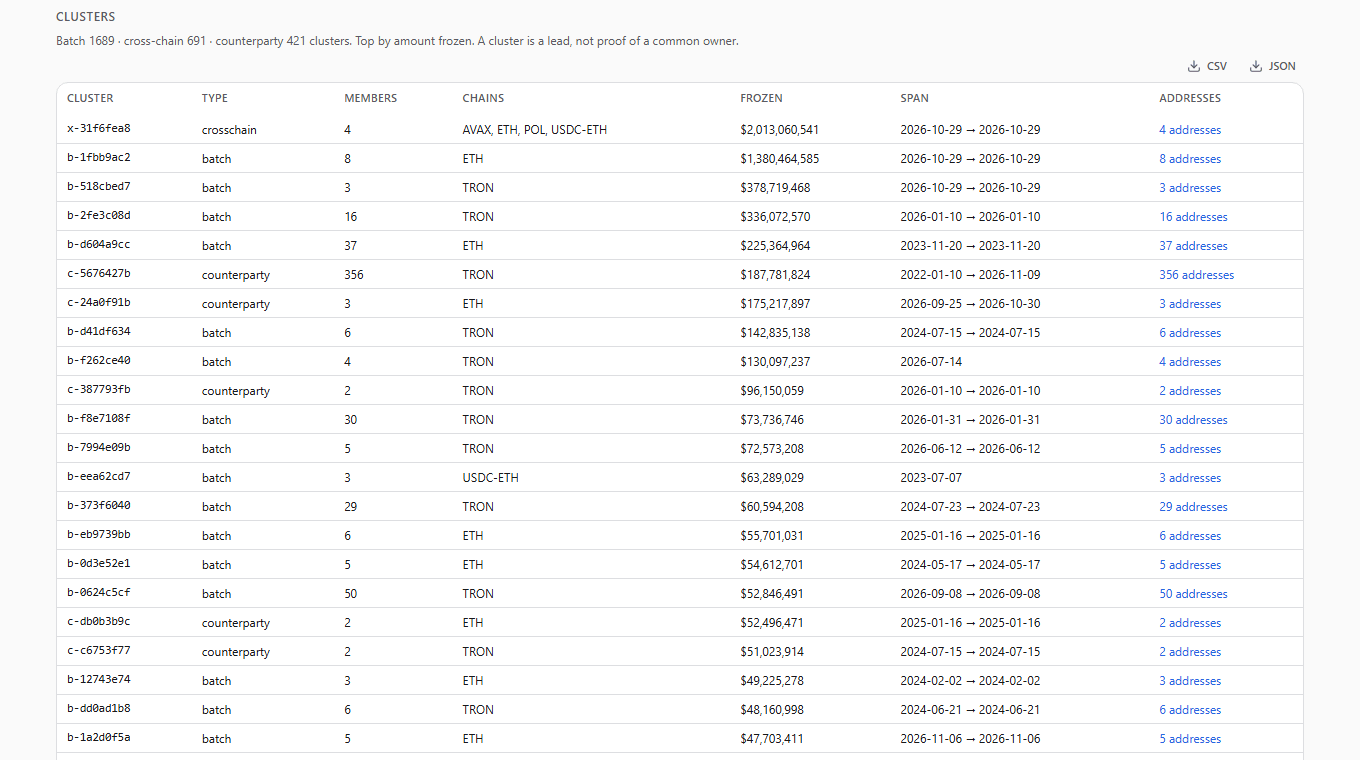 CLUSTERS
Batch 1689 · cross-chain 691 · counterparty 421 clusters. Top by amount frozen. A cluster is a lead, not proof of a common owner.
CSV JSON
CLUSTER TYPE MEMBERS CHAINS FROZEN SPAN ADDRESSES
x-31f6fea8 crosschain 4 AVAX, ETH, POL, USDC-ETH $2,013,060,541 2026-10-29 → 2026-10-29 4 addresses
b-1fbb9ac2 batch 8 ETH $1,380,464,585 2026-10-29 → 2026-10-29 8 addresses
b-518cbed7 batch 3 TRON $378,719,468 2026-10-29 → 2026-10-29 3 addresses
b-2fe3c08d batch 16 TRON $336,072,570 2026-01-10 → 2026-01-10 16 addresses
b-d604a9cc batch 37 ETH $225,364,964 2023-11-20 → 2023-11-20 37 addresses
c-5676427b counterparty 356 TRON $187,781,824 2022-01-10 → 2026-11-09 356 addresses
c-24a0f91b counterparty 3 ETH $175,217,897 2026-09-25 → 2026-10-30 3 addresses
b-d41df634 batch 6 TRON $142,835,138 2024-07-15 → 2024-07-15 6 addresses
b-f262ce40 batch 4 TRON $130,097,237 2026-07-14 4 addresses
c-387793fb counterparty 2 TRON $96,150,059 2026-01-10 → 2026-01-10 2 addresses
b-f8e7108f batch 30 TRON $73,736,746 2026-01-31 → 2026-01-31 30 addresses
b-7994e09b batch 5 TRON $72,573,208 2026-06-12 → 2026-06-12 5 addresses
b-eea62cd7 batch 3 USDC-ETH $63,289,029 2023-07-07 3 addresses
b-373f6040 batch 29 TRON $60,594,208 2024-07-23 → 2024-07-23 29 addresses
b-eb9739bb batch 6 ETH $55,701,031 2025-01-16 → 2025-01-16 6 addresses
b-0d3e52e1 batch 5 ETH $54,612,701 2024-05-17 → 2024-05-17 5 addresses
b-0624c5cf batch 50 TRON $52,846,491 2026-09-08 → 2026-09-08 50 addresses
c-db0b3b9c counterparty 2 ETH $52,496,471 2025-01-16 → 2025-01-16 2 addresses
c-c6753f77 counterparty 2 TRON $51,023,914 2024-07-15 → 2024-07-15 2 addresses
b-12743e74 batch 3 ETH $49,225,278 2024-02-02 → 2024-02-02 3 addresses
b-dd0ad1b8 batch 6 TRON $48,160,998 2024-06-21 → 2024-06-21 6 addresses
b-1a2d0f5a batch 5 ETH $47,703,411 2026-11-06 → 2026-11-06 5 addresses